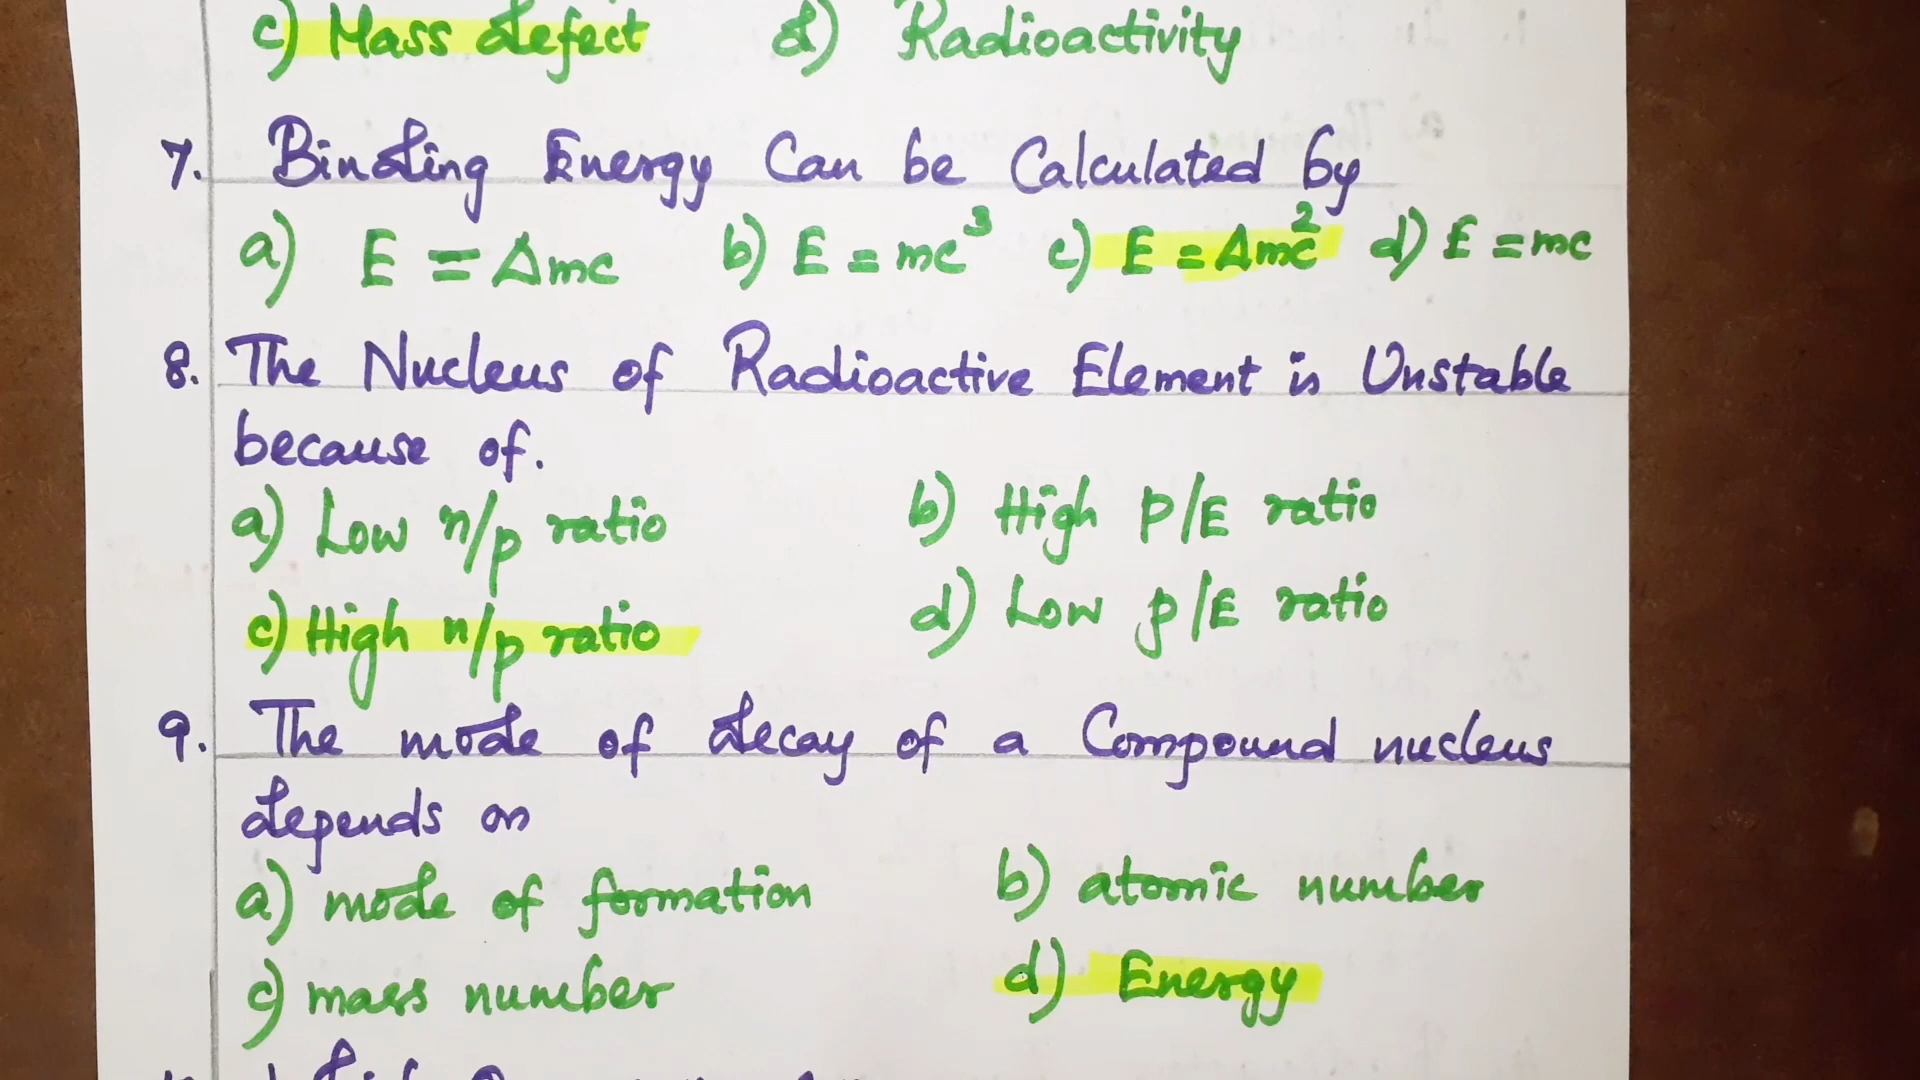 c) Mass defect d) Radioactivity
7. Binding Energy Can be Calculated by
a) E = Δmc b) E = mc³ c) E = Δmc² d) E = mc
8. The Nucleus of Radioactive Element is Unstable
because of.
a) Low n/p ratio b) High P/E ratio
c) High n/p ratio d) Low p/E ratio
9. The mode of decay of a Compound nucleus
depends on
a) mode of formation b) atomic number
c) mass number d) Energy